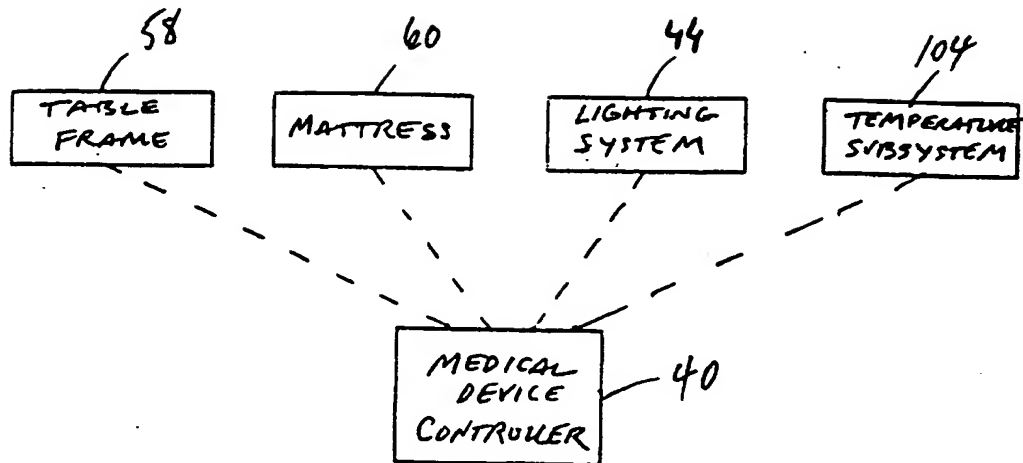 58
60
44
104
TABLE
FRAME
MATTRESS
LIGHTING
SYSTEM
TEMPERATURE
SUBSYSTEM
MEDICAL
DEVICE
CONTROLLER
40